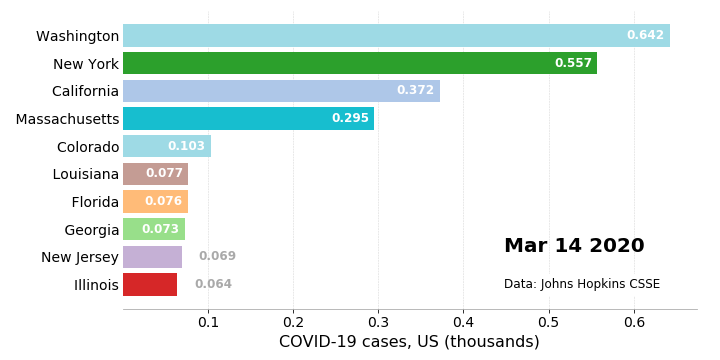 Washington 0.642
New York 0.557
California 0.372
Massachusetts 0.295
Colorado 0.103
Louisiana 0.077
Florida 0.076
Georgia 0.073
New Jersey 0.069
Illinois 0.064
Mar 14 2020
Data: Johns Hopkins CSSE
0.1 0.2 0.3 0.4 0.5 0.6
COVID-19 cases, US (thousands)